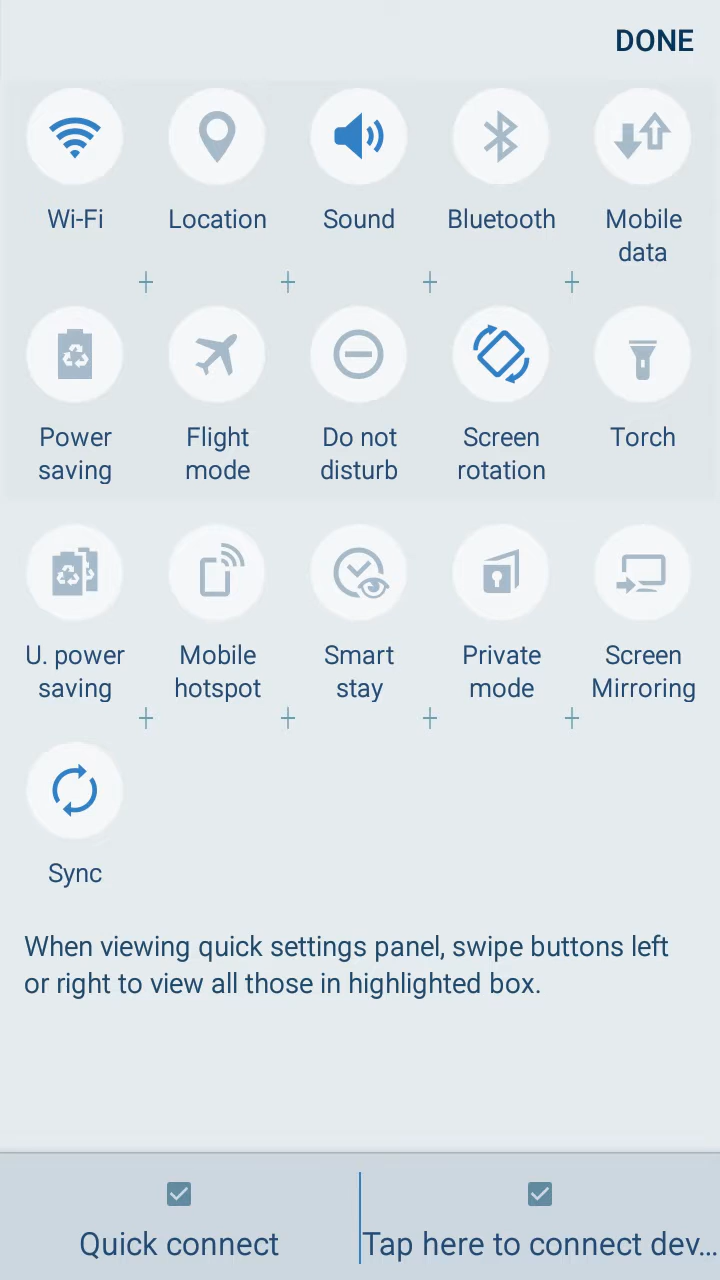 DONE
Wi-Fi
Location
Sound
Bluetooth
Mobile
data
Power
saving
Flight
mode
Do not
disturb
Screen
rotation
Torch
U. power
saving
Mobile
hotspot
Smart
stay
Private
mode
Screen
Mirroring
Sync
When viewing quick settings panel, swipe buttons left
or right to view all those in highlighted box.
Quick connect
Tap here to connect dev...